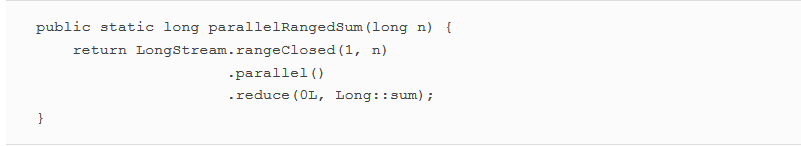 public static long parallelRangedSum(long n) {
    return LongStream.rangeClosed(1, n)
                     .parallel()
                     .reduce(0L, Long::sum);
}